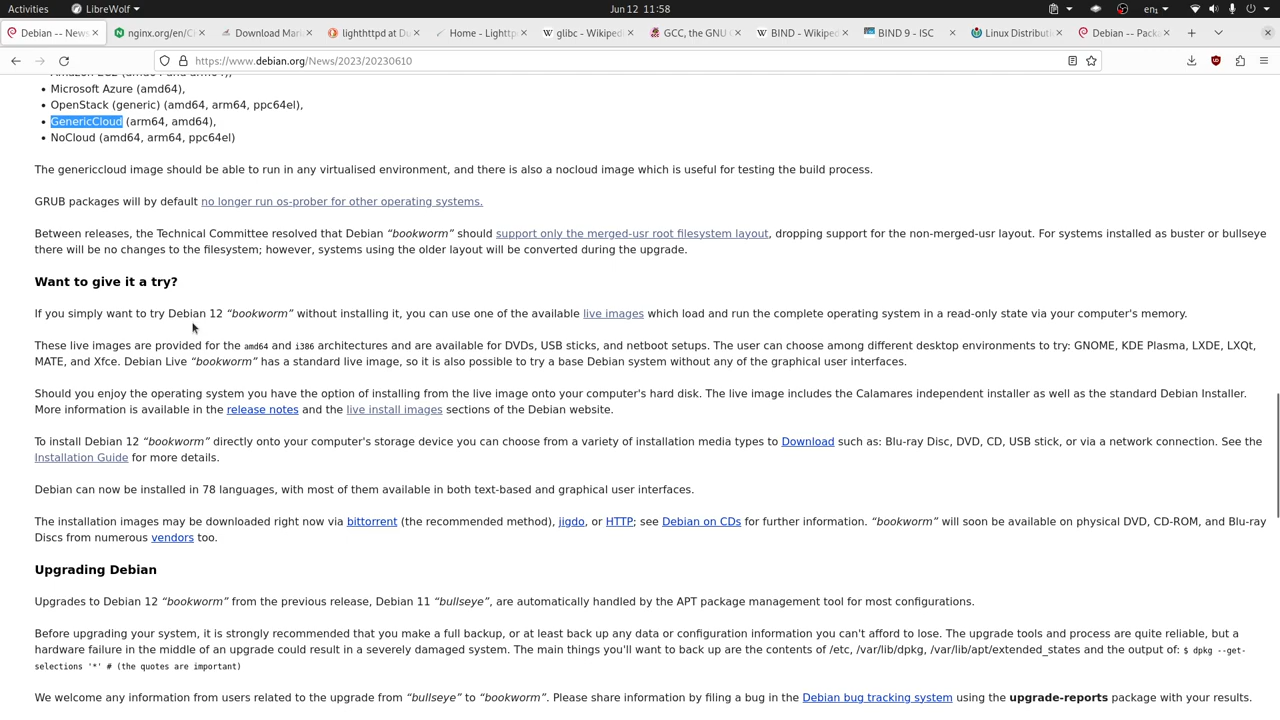 Activities LibreWolf Jun 12 11:58 en₁
Debian -- News nginx.org/en/C Download Mar lighthttpd at Du Home - Lightt glibc - Wikiped GCC, the GNU C BIND - Wikiped BIND 9 - ISC Linux Distributi Debian -- Packa
https://www.debian.org/News/2023/20230610
Amazon EC2 (amd64 and arm64),
• Microsoft Azure (amd64),
• OpenStack (generic) (amd64, arm64, ppc64el),
• GenericCloud (arm64, amd64),
• NoCloud (amd64, arm64, ppc64el)
The genericcloud image should be able to run in any virtualised environment, and there is also a nocloud image which is useful for testing the build process.
GRUB packages will by default no longer run os-prober for other operating systems.
Between releases, the Technical Committee resolved that Debian “bookworm” should support only the merged-usr root filesystem layout, dropping support for the non-merged-usr layout. For systems installed as buster or bullseye
there will be no changes to the filesystem; however, systems using the older layout will be converted during the upgrade.
Want to give it a try?
If you simply want to try Debian 12 “bookworm” without installing it, you can use one of the available live images which load and run the complete operating system in a read-only state via your computer's memory.
These live images are provided for the amd64 and i386 architectures and are available for DVDs, USB sticks, and netboot setups. The user can choose among different desktop environments to try: GNOME, KDE Plasma, LXDE, LXQt,
MATE, and Xfce. Debian Live “bookworm” has a standard live image, so it is also possible to try a base Debian system without any of the graphical user interfaces.
Should you enjoy the operating system you have the option of installing from the live image onto your computer's hard disk. The live image includes the Calamares independent installer as well as the standard Debian Installer.
More information is available in the release notes and the live install images sections of the Debian website.
To install Debian 12 “bookworm” directly onto your computer's storage device you can choose from a variety of installation media types to Download such as: Blu-ray Disc, DVD, CD, USB stick, or via a network connection. See the
Installation Guide for more details.
Debian can now be installed in 78 languages, with most of them available in both text-based and graphical user interfaces.
The installation images may be downloaded right now via bittorrent (the recommended method), jigdo, or HTTP; see Debian on CDs for further information. “bookworm” will soon be available on physical DVD, CD-ROM, and Blu-ray
Discs from numerous vendors too.
Upgrading Debian
Upgrades to Debian 12 “bookworm” from the previous release, Debian 11 “bullseye”, are automatically handled by the APT package management tool for most configurations.
Before upgrading your system, it is strongly recommended that you make a full backup, or at least back up any data or configuration information you can't afford to lose. The upgrade tools and process are quite reliable, but a
hardware failure in the middle of an upgrade could result in a severely damaged system. The main things you'll want to back up are the contents of /etc, /var/lib/dpkg, /var/lib/apt/extended_states and the output of: $ dpkg --get-
selections '*' # (the quotes are important)
We welcome any information from users related to the upgrade from “bullseye” to “bookworm”. Please share information by filing a bug in the Debian bug tracking system using the upgrade-reports package with your results.